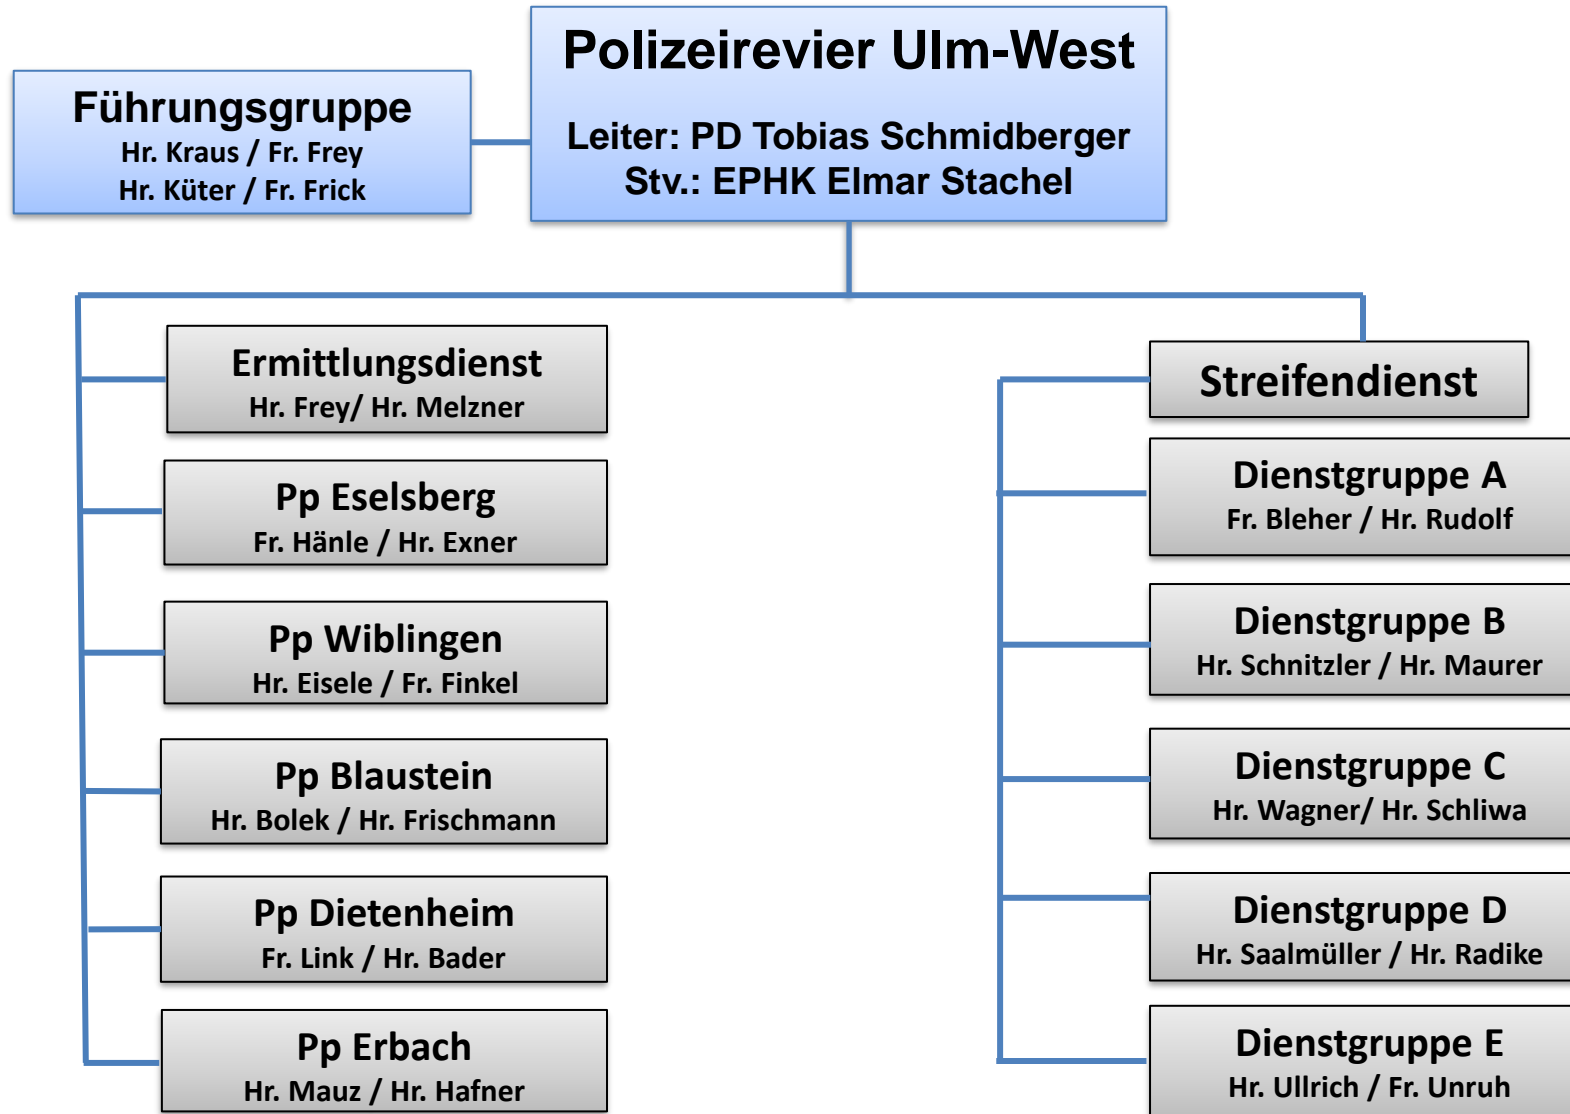 Polizeirevier Ulm-West
Leiter: PD Tobias Schmidberger
Stv.: EPHK Elmar Stachel
Führungsgruppe
Hr. Kraus / Fr. Frey
Hr. Küter / Fr. Frick
Ermittlungsdienst
Hr. Frey/ Hr. Melzner
Pp Eselsberg
Fr. Hänle / Hr. Exner
Pp Wiblingen
Hr. Eisele / Fr. Finkel
Pp Blaustein
Hr. Bolek / Hr. Frischmann
Pp Dietenheim
Fr. Link / Hr. Bader
Pp Erbach
Hr. Mauz / Hr. Hafner
Streifendienst
Dienstgruppe A
Fr. Bleher / Hr. Rudolf
Dienstgruppe B
Hr. Schnitzler / Hr. Maurer
Dienstgruppe C
Hr. Wagner/ Hr. Schliwa
Dienstgruppe D
Hr. Saalmüller / Hr. Radike
Dienstgruppe E
Hr. Ullrich / Fr. Unruh